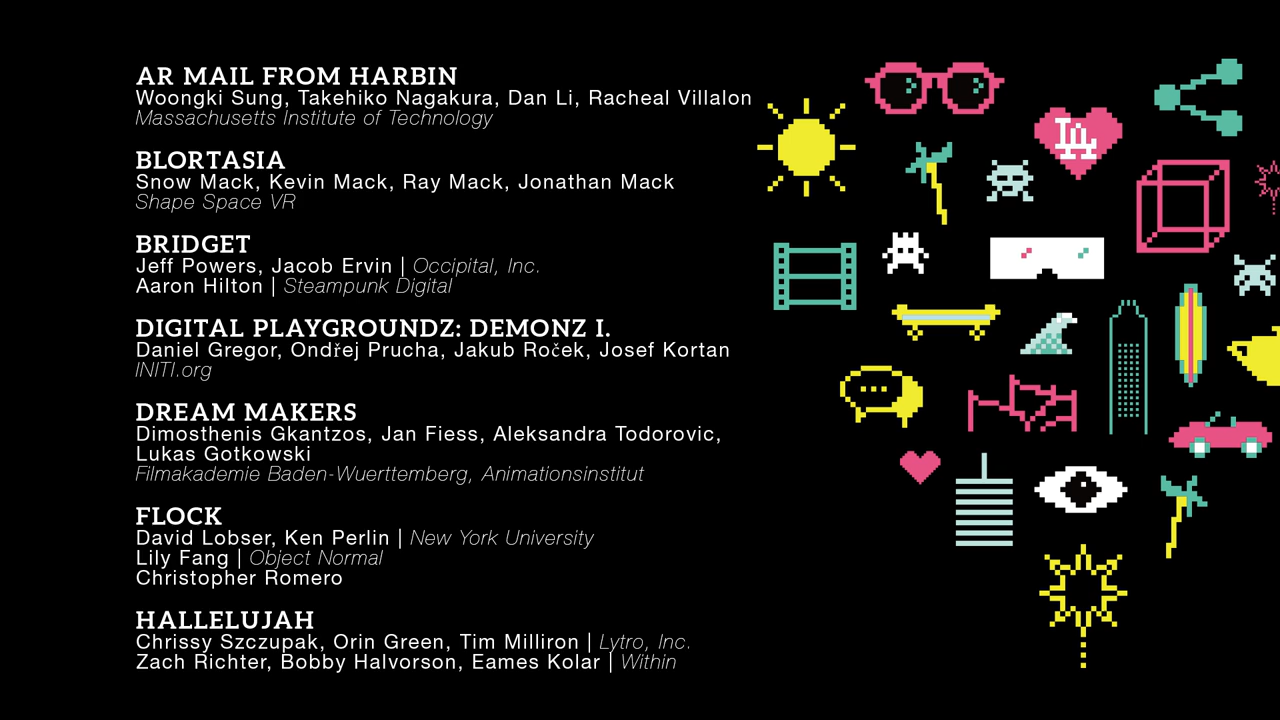 AR MAIL FROM HARBIN
Woongki Sung, Takehiko Nagakura, Dan Li, Racheal Villalon
Massachusetts Institute of Technology
BLORTASIA
Snow Mack, Kevin Mack, Ray Mack, Jonathan Mack
Shape Space VR
BRIDGET
Jeff Powers, Jacob Ervin | Occipital, Inc.
Aaron Hilton | Steampunk Digital
DIGITAL PLAYGROUNDZ: DEMONZ I.
Daniel Gregor, Ondřej Prucha, Jakub Roček, Josef Kortan
INITI.org
DREAM MAKERS
Dimosthenis Gkantzos, Jan Fiess, Aleksandra Todorovic,
Lukas Gotkowski
Filmakademie Baden-Wuerttemberg, Animationsinstitut
FLOCK
David Lobser, Ken Perlin | New York University
Lily Fang | Object Normal
Christopher Romero
HALLELUJAH
Chrissy Szczupak, Orin Green, Tim Milliron | Lytro, Inc.
Zach Richter, Bobby Halvorson, Eames Kolar | Within
LA